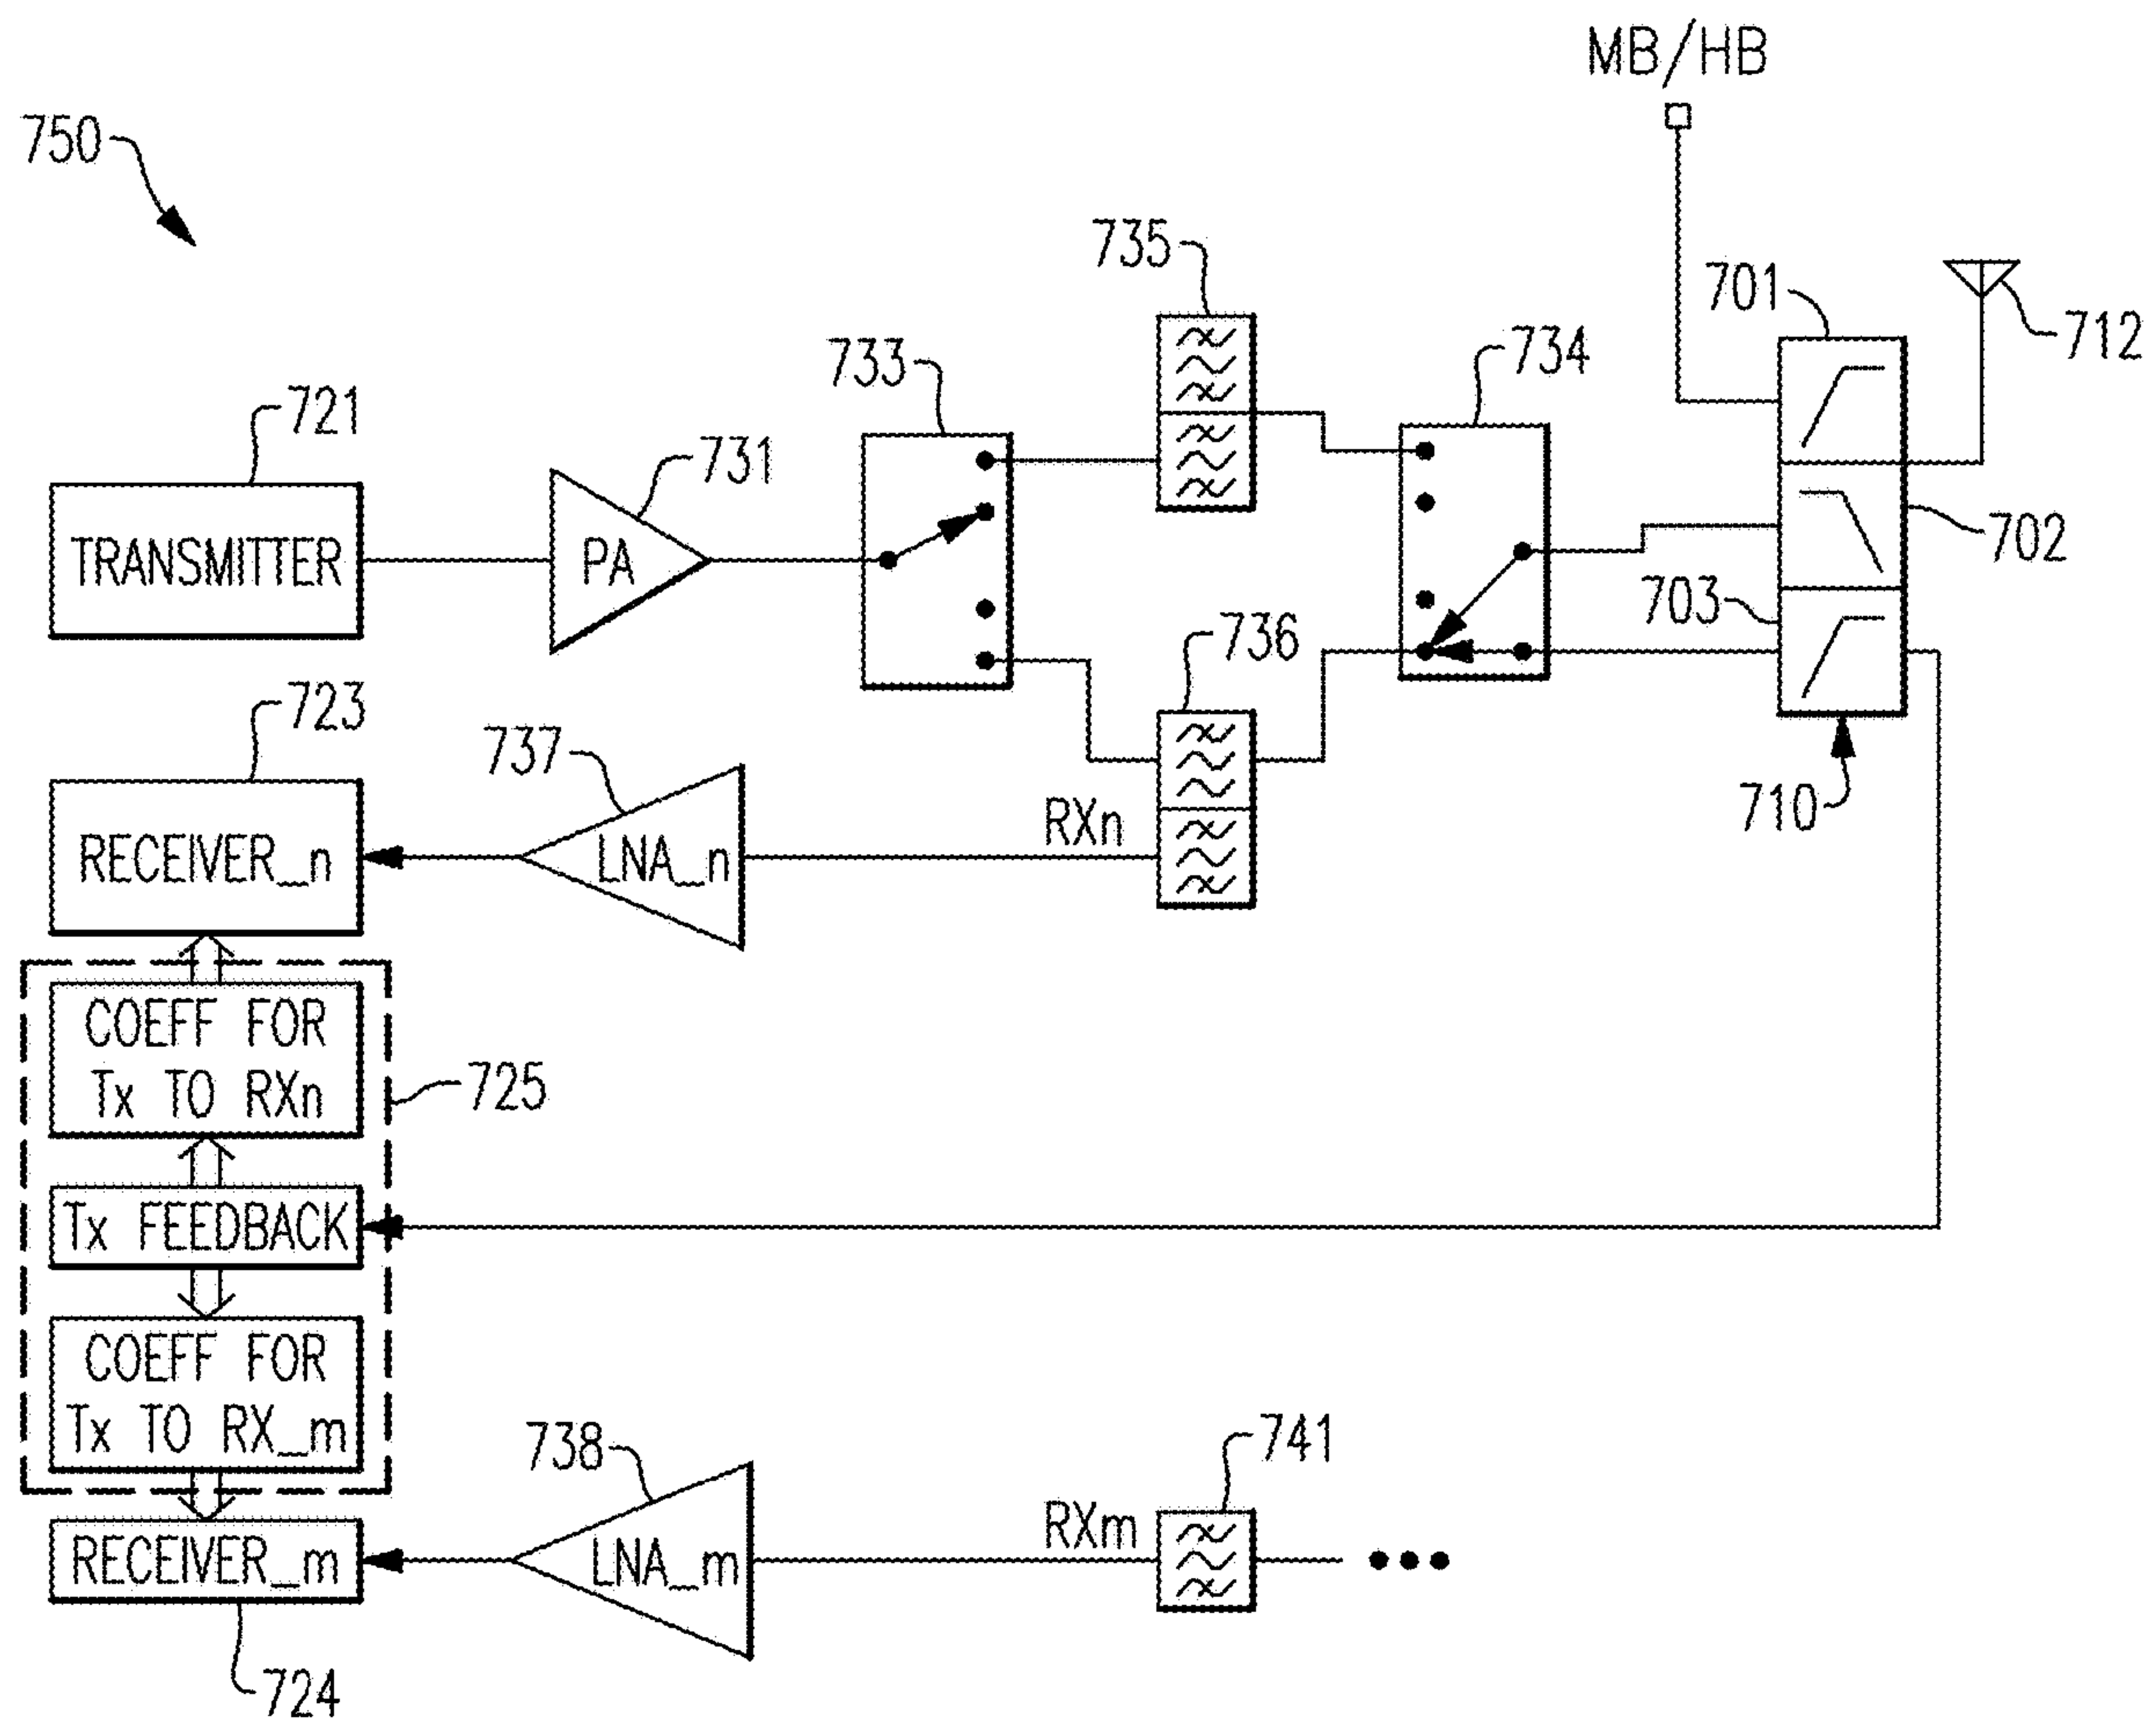 MB/HB
750
735
701
712
734
733
721
731
TRANSMITTER
PA
702
703
736
723
737
710
RXn
RECEIVER_n
LNA_n
COEFF FOR
Tx TO RXn
725
Tx FEEDBACK
COEFF FOR
Tx TO RX_m
738
741
RXm
RECEIVER_m
LNA_m
724